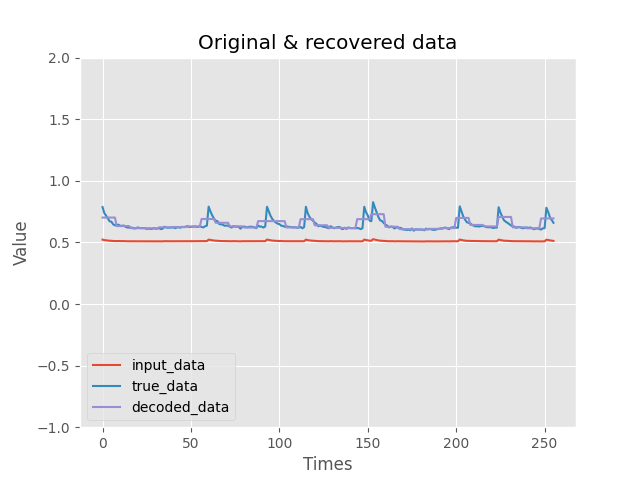 Original & recovered data
2.0
1.5
1.0
0.5
0.0
−0.5
−1.0
Value
input_data
true_data
decoded_data
0 50 100 150 200 250
Times